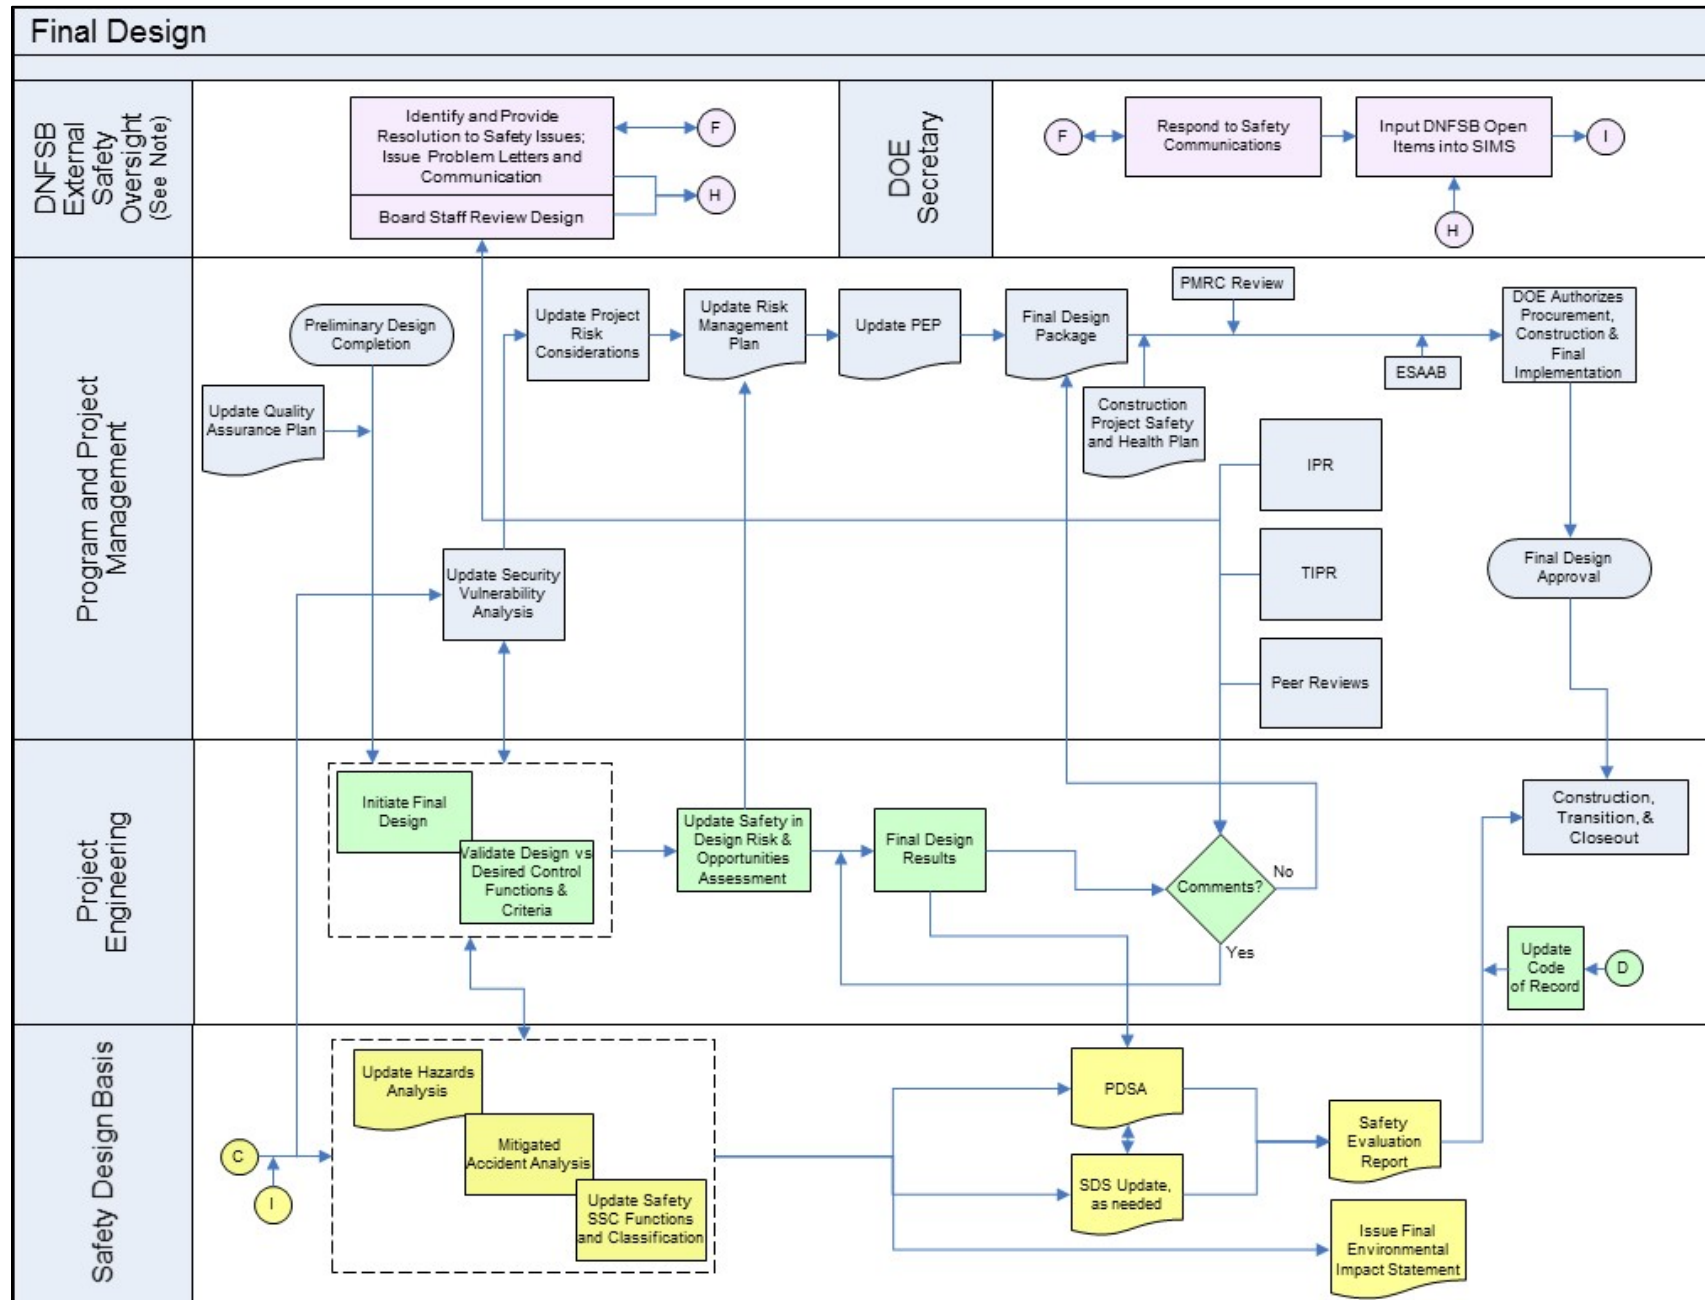 Final Design
DNFSB
External
Safety
Oversight
(See Note)
Identify and Provide
Resolution to Safety Issues;
Issue Problem Letters and
Communication
Board Staff Review Design
F
H
DOE
Secretary
F
Respond to Safety
Communications
Input DNFSB Open
Items into SIMS
I
H
Program and Project
Management
Preliminary Design
Completion
Update Quality
Assurance Plan
Update Project
Risk
Considerations
Update Risk
Management
Plan
Update PEP
Final Design
Package
PMRC Review
Construction
Project Safety
and Health Plan
ESAAB
DOE Authorizes
Procurement,
Construction &
Final
Implementation
IPR
TIPR
Peer Reviews
Update Security
Vulnerability
Analysis
Final Design
Approval
Project
Engineering
Initiate Final
Design
Validate Design vs
Desired Control
Functions &
Criteria
Update Safety in
Design Risk &
Opportunities
Assessment
Final Design
Results
Comments?
No
Yes
Construction,
Transition, &
Closeout
Update
Code
of Record
D
Safety Design Basis
C
I
Update Hazards
Analysis
Mitigated
Accident Analysis
Update Safety
SSC Functions
and Classification
PDSA
SDS Update,
as needed
Safety
Evaluation
Report
Issue Final
Environmental
Impact Statement